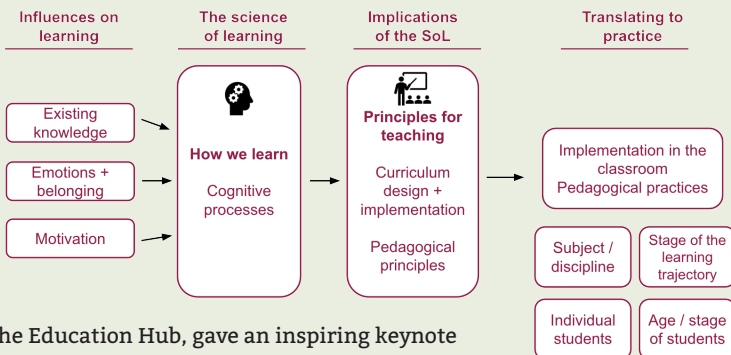 Influences on
learning
The science
of learning
Implications
of the SoL
Translating to
practice
Existing
knowledge
Emotions +
belonging
Motivation
How we learn
Cognitive
processes
Principles for
teaching
Curriculum
design +
implementation
Pedagogical
principles
Implementation in the
classroom
Pedagogical practices
Subject /
discipline
Stage of the
learning
trajectory
Individual
students
Age / stage
of students
he Education Hub, gave an inspiring keynote